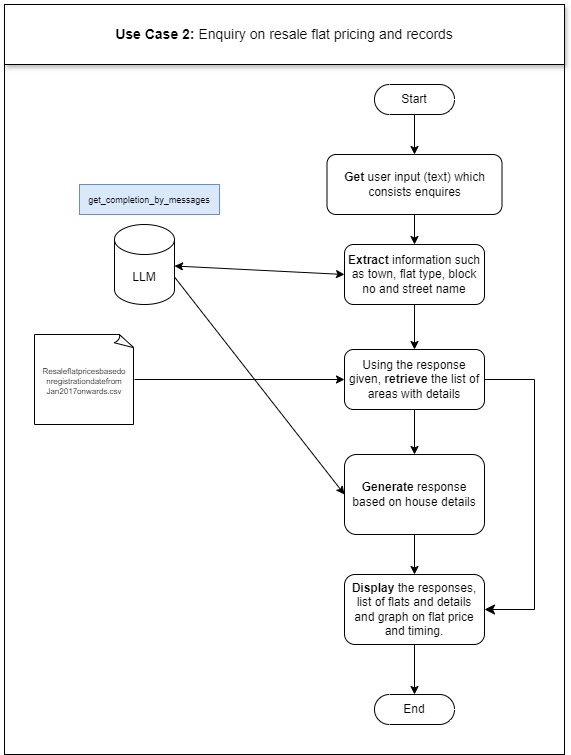 Use Case 2: Enquiry on resale flat pricing and records
Start
Get user input (text) which
consists enquires
get_completion_by_messages
LLM
Extract information such
as town, flat type, block
no and street name
Resaleflatpricesbasedo
nregistrationdatefrom
Jan2017onwards.csv
Using the response
given, retrieve the list of
areas with details
Generate response
based on house details
Display the responses,
list of flats and details
and graph on flat price
and timing.
End